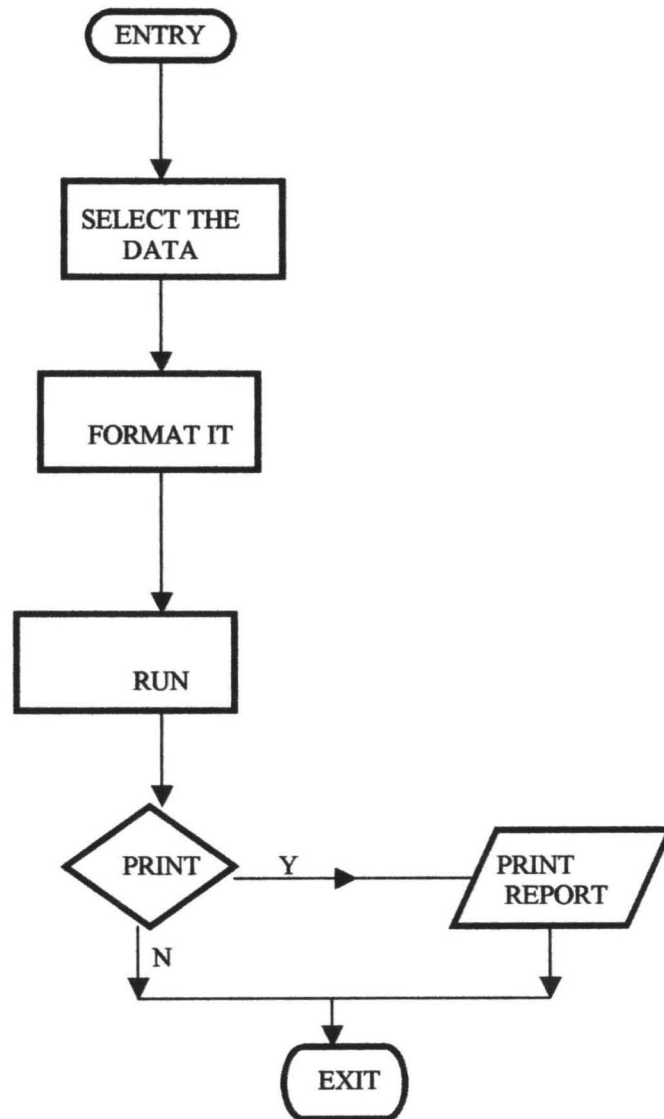 ENTRY
SELECT THE
DATA
FORMAT IT
RUN
PRINT
Y
PRINT
REPORT
N
EXIT